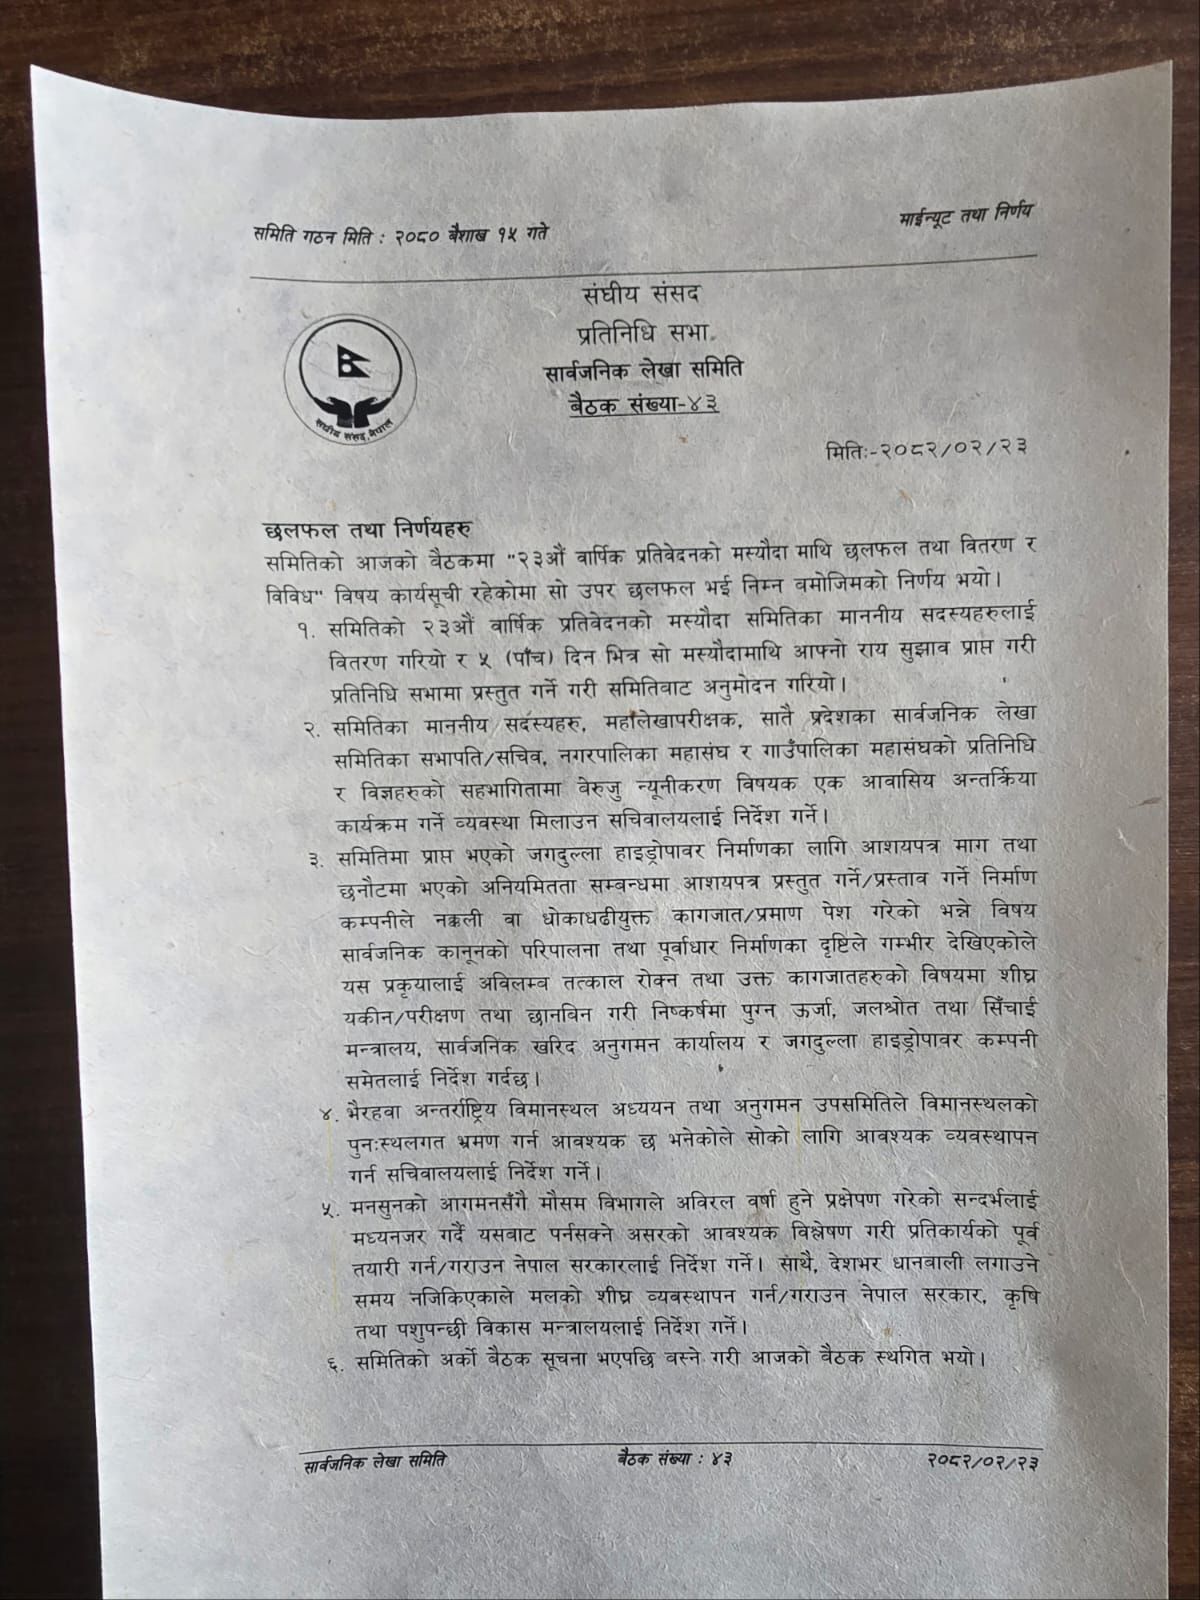 समिति गठन मिति : २०८० बैशाख १५ गते
माईन्यूट तथा निर्णय
संघीय संसद
प्रतिनिधि सभा
सार्वजनिक लेखा समिति
बैठक संख्या-४३
संघीय संसद, नेपाल
मितिः-२०८२/०२/२३
छलफल तथा निर्णयहरु
समितिको आजको बैठकमा "२३औं वार्षिक प्रतिवेदनको मस्यौदा माथि छलफल तथा वितरण र
विविध" विषय कार्यसूची रहेकोमा सो उपर छलफल भई निम्न बमोजिमको निर्णय भयो।
१. समितिको २३औं वार्षिक प्रतिवेदनको मस्यौदा समितिका माननीय सदस्यहरुलाई
वितरण गरियो र ५ (पाँच) दिन भित्र सो मस्यौदामाथि आफ्नो राय सुझाव प्राप्त गरी
प्रतिनिधि सभामा प्रस्तुत गर्ने गरी समितिबाट अनुमोदन गरियो।
२. समितिका माननीय सदस्यहरु, महालेखापरीक्षक, सातै प्रदेशका सार्वजनिक लेखा
समितिका सभापति/सचिव, नगरपालिका महासंघ र गाउँपालिका महासंघको प्रतिनिधि
र विज्ञहरुको सहभागितामा बेरुजु न्यूनीकरण विषयक एक आवासिय अन्तर्क्रिया
कार्यक्रम गर्ने व्यवस्था मिलाउन सचिवालयलाई निर्देश गर्ने।
३. समितिमा प्राप्त भएको जगदुल्ला हाइड्रोपावर निर्माणका लागि आशयपत्र माग तथा
छनौटमा भएको अनियमितता सम्बन्धमा आशयपत्र प्रस्तुत गर्ने/प्रस्ताव गर्ने निर्माण
कम्पनीले नक्कली वा धोकाधढीयुक्त कागजात/प्रमाण पेश गरेको भन्ने विषय
सार्वजनिक कानूनको परिपालना तथा पूर्वाधार निर्माणका दृष्टिले गम्भीर देखिएकोले
यस प्रकृयालाई अविलम्ब तत्काल रोक्न तथा उक्त कागजातहरुको विषयमा शीघ्र
यकीन/परीक्षण तथा छानबिन गरी निष्कर्षमा पुग्न ऊर्जा, जलश्रोत तथा सिँचाई
मन्त्रालय, सार्वजनिक खरिद अनुगमन कार्यालय र जगदुल्ला हाइड्रोपावर कम्पनी
समेतलाई निर्देश गर्दछ।
४. भैरहवा अन्तर्राष्ट्रिय विमानस्थल अध्ययन तथा अनुगमन उपसमितिले विमानस्थलको
पुनःस्थलगत भ्रमण गर्न आवश्यक छ भनेकोले सोको लागि आवश्यक व्यवस्थापन
गर्न सचिवालयलाई निर्देश गर्ने।
५. मनसुनको आगमनसँगै मौसम विभागले अविरल वर्षा हुने प्रक्षेपण गरेको सन्दर्भलाई
मध्यनजर गर्दै यसबाट पर्नसक्ने असरको आवश्यक विश्लेषण गरी प्रतिकार्यको पूर्व
तयारी गर्न/गराउन नेपाल सरकारलाई निर्देश गर्ने। साथै, देशभर धानबाली लगाउने
समय नजिकिएकाले मलको शीघ्र व्यवस्थापन गर्न/गराउन नेपाल सरकार, कृषि
तथा पशुपन्छी विकास मन्त्रालयलाई निर्देश गर्ने।
६. समितिको अर्को बैठक सूचना भएपछि बस्ने गरी आजको बैठक स्थगित भयो।
सार्वजनिक लेखा समिति
बैठक संख्या : ४३
२०८२/०२/२३